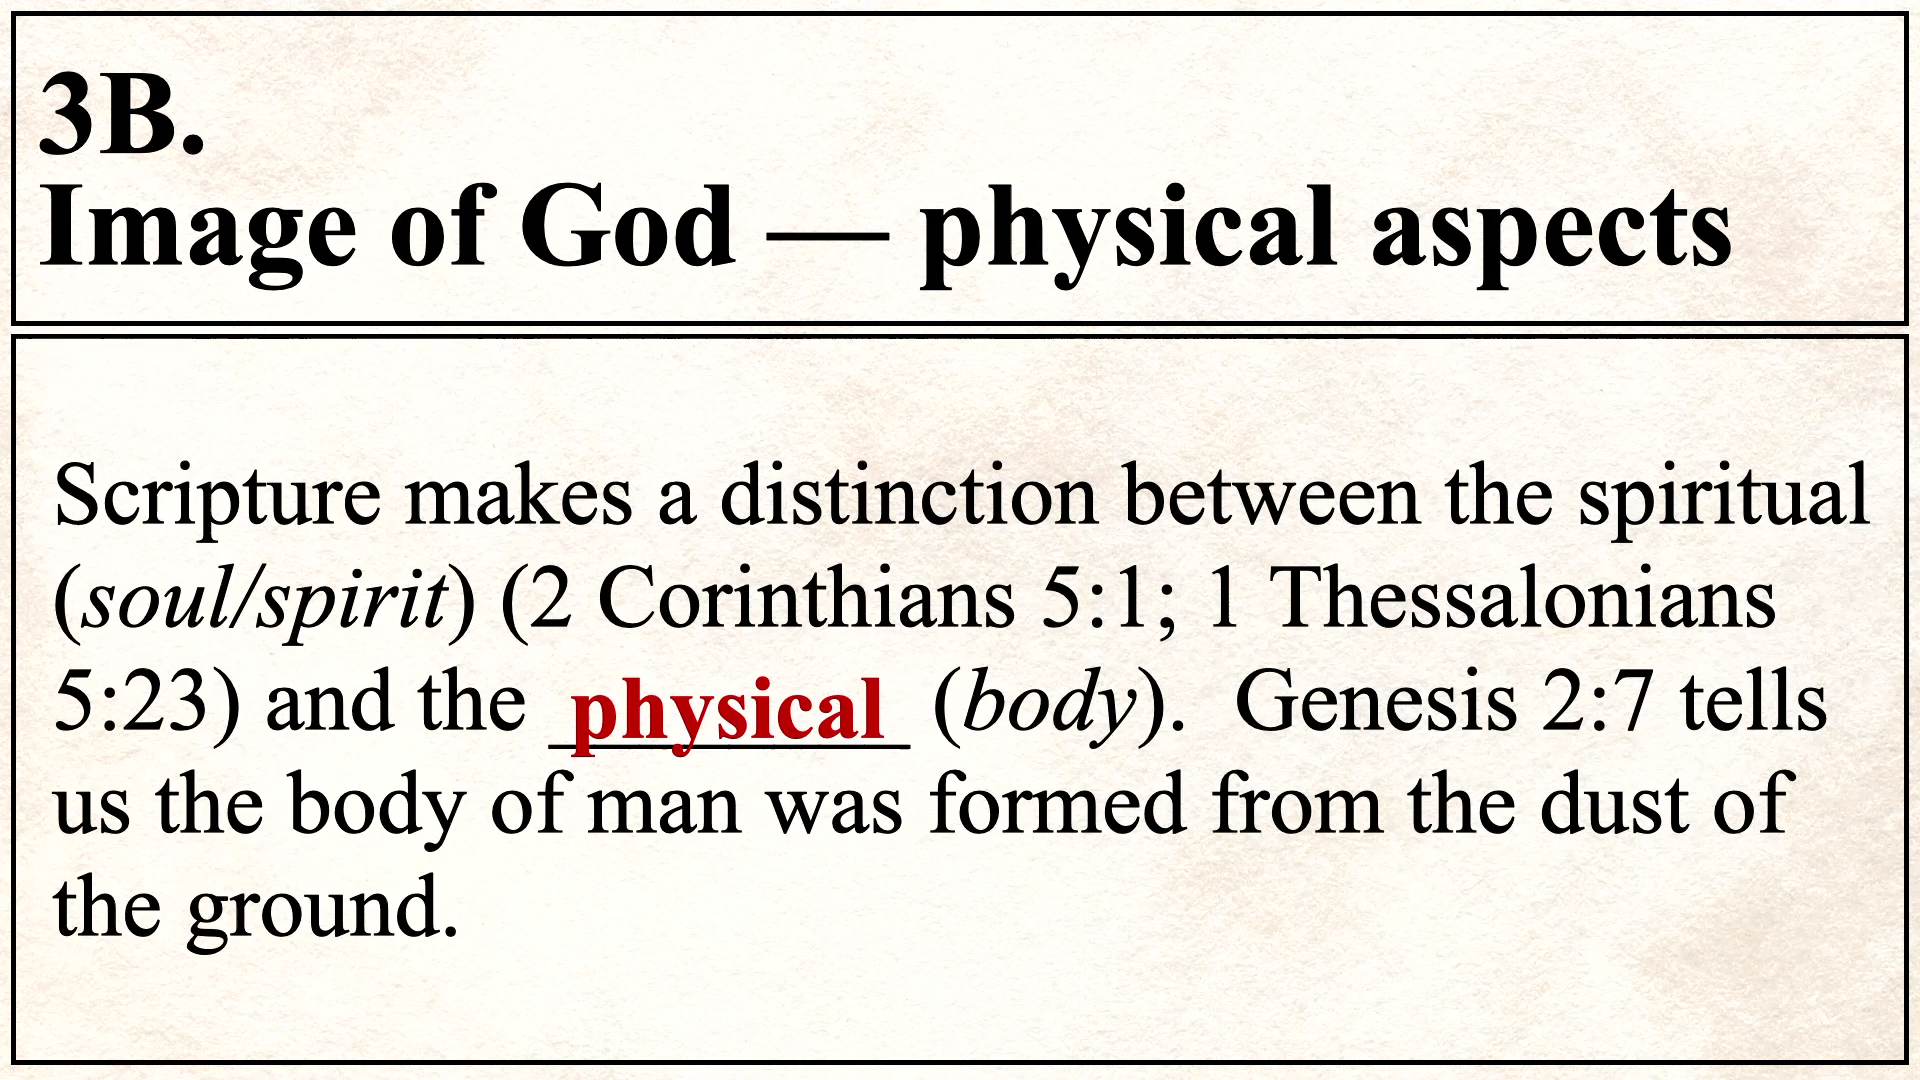 3B.
Image of God — physical aspects
Scripture makes a distinction between the spiritual
(soul/spirit) (2 Corinthians 5:1; 1 Thessalonians
5:23) and the physical (body).  Genesis 2:7 tells
us the body of man was formed from the dust of
the ground.